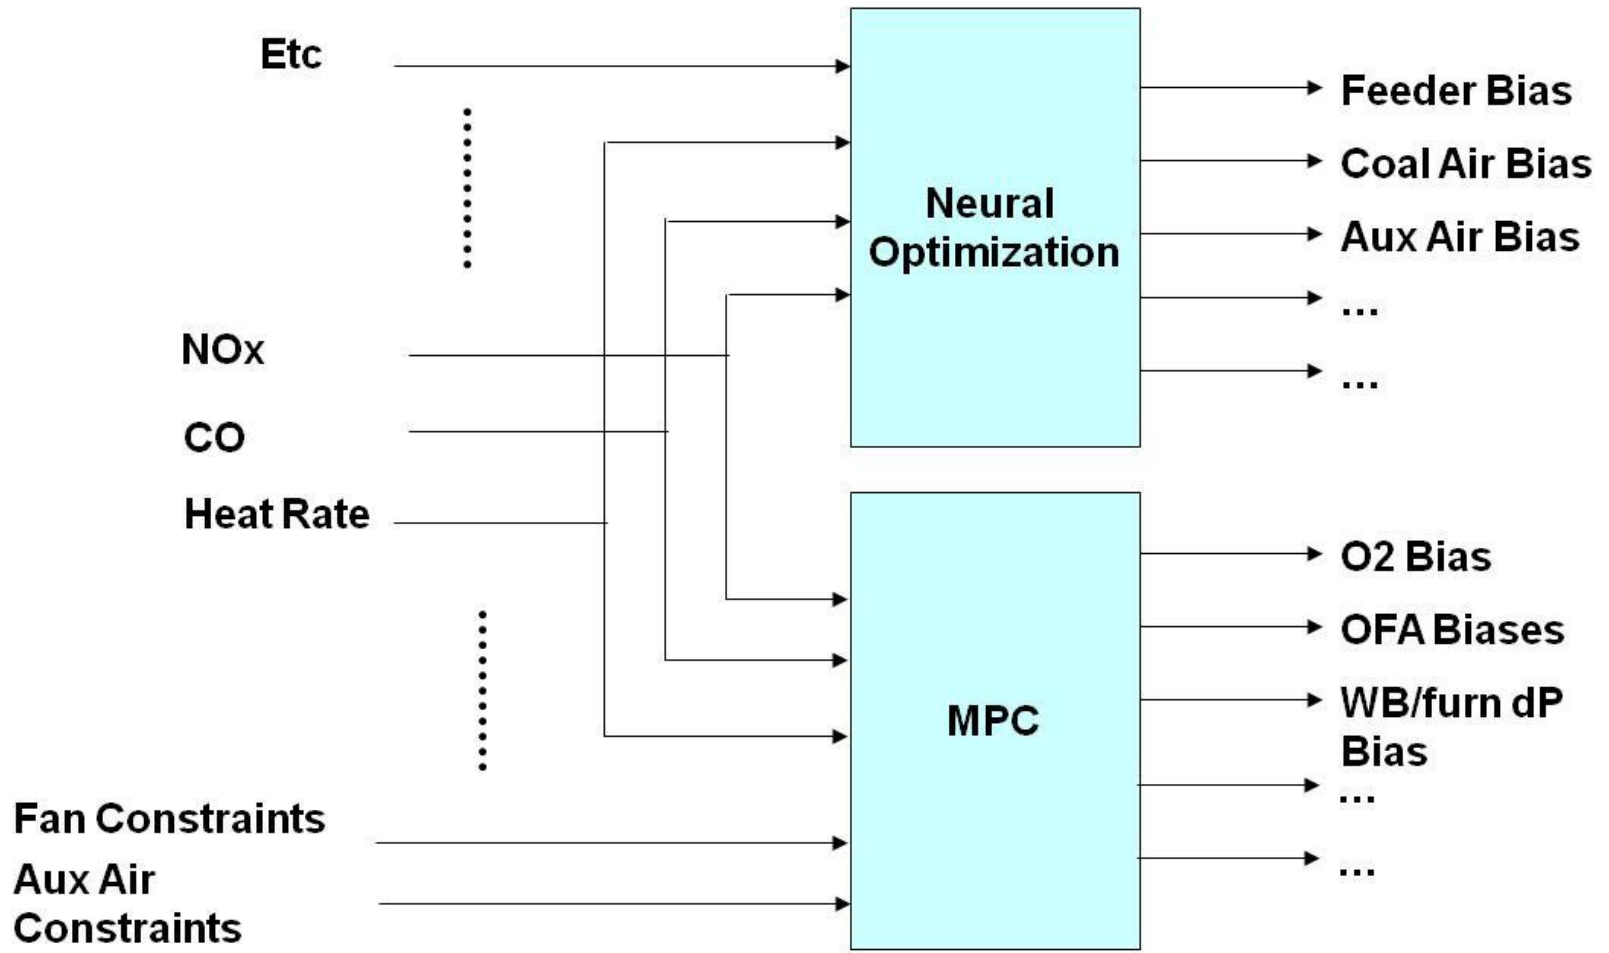 Etc
NOx
CO
Heat Rate
Fan Constraints
Aux Air
Constraints
Neural
Optimization
MPC
Feeder Bias
Coal Air Bias
Aux Air Bias
...
...
O2 Bias
OFA Biases
WB/furn dP
Bias
...
...